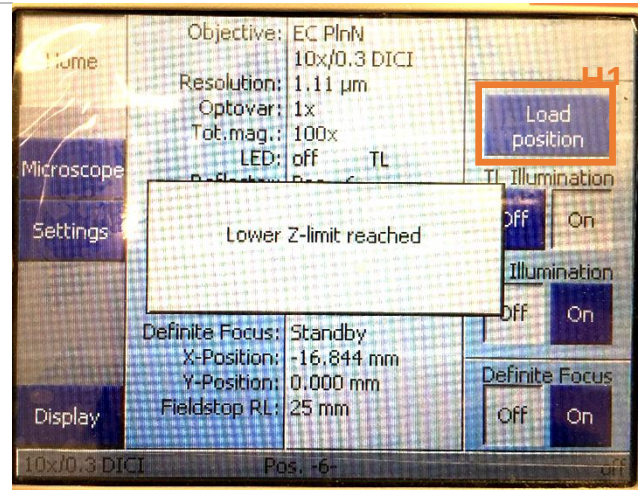 Home
Microscope
Settings
Display
Objective: EC PlnN
10x/0.3 DICI
Resolution: 1.11 µm
Optovar: 1x
Tot.mag.: 100x
LED: off TL
Lower Z-limit reached
Definite Focus: Standby
X-Position: -16.844 mm
Y-Position: 0.000 mm
Fieldstop RL: 25 mm
H1
Load
position
TL Illumination
Off On
Illumination
Off On
Definite Focus
Off On
10x/0.3 DICI Pos. -6- off